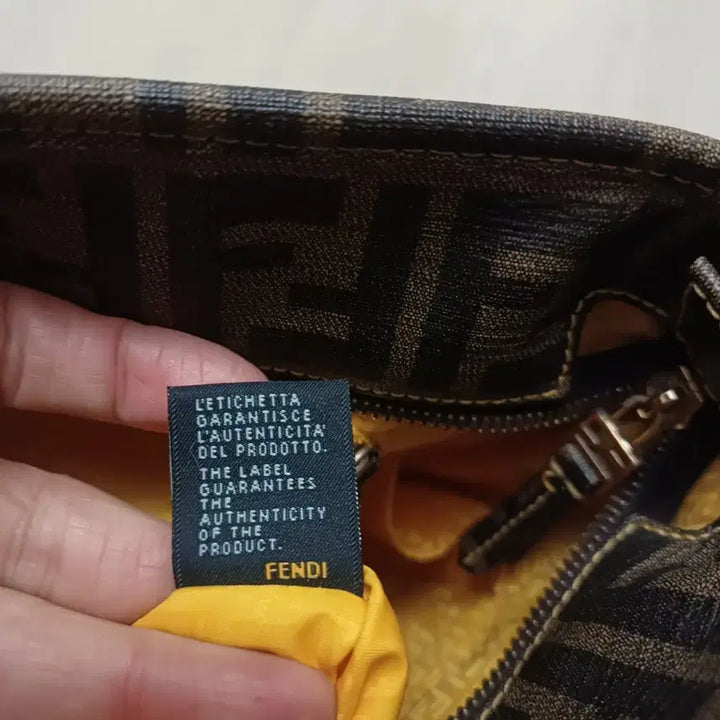 L'ETICHETTA
GARANTISCE
L'AUTENTICITA'
DEL PRODOTTO.
THE LABEL
GUARANTEES
THE
AUTHENTICITY
OF THE
PRODUCT.
FENDI